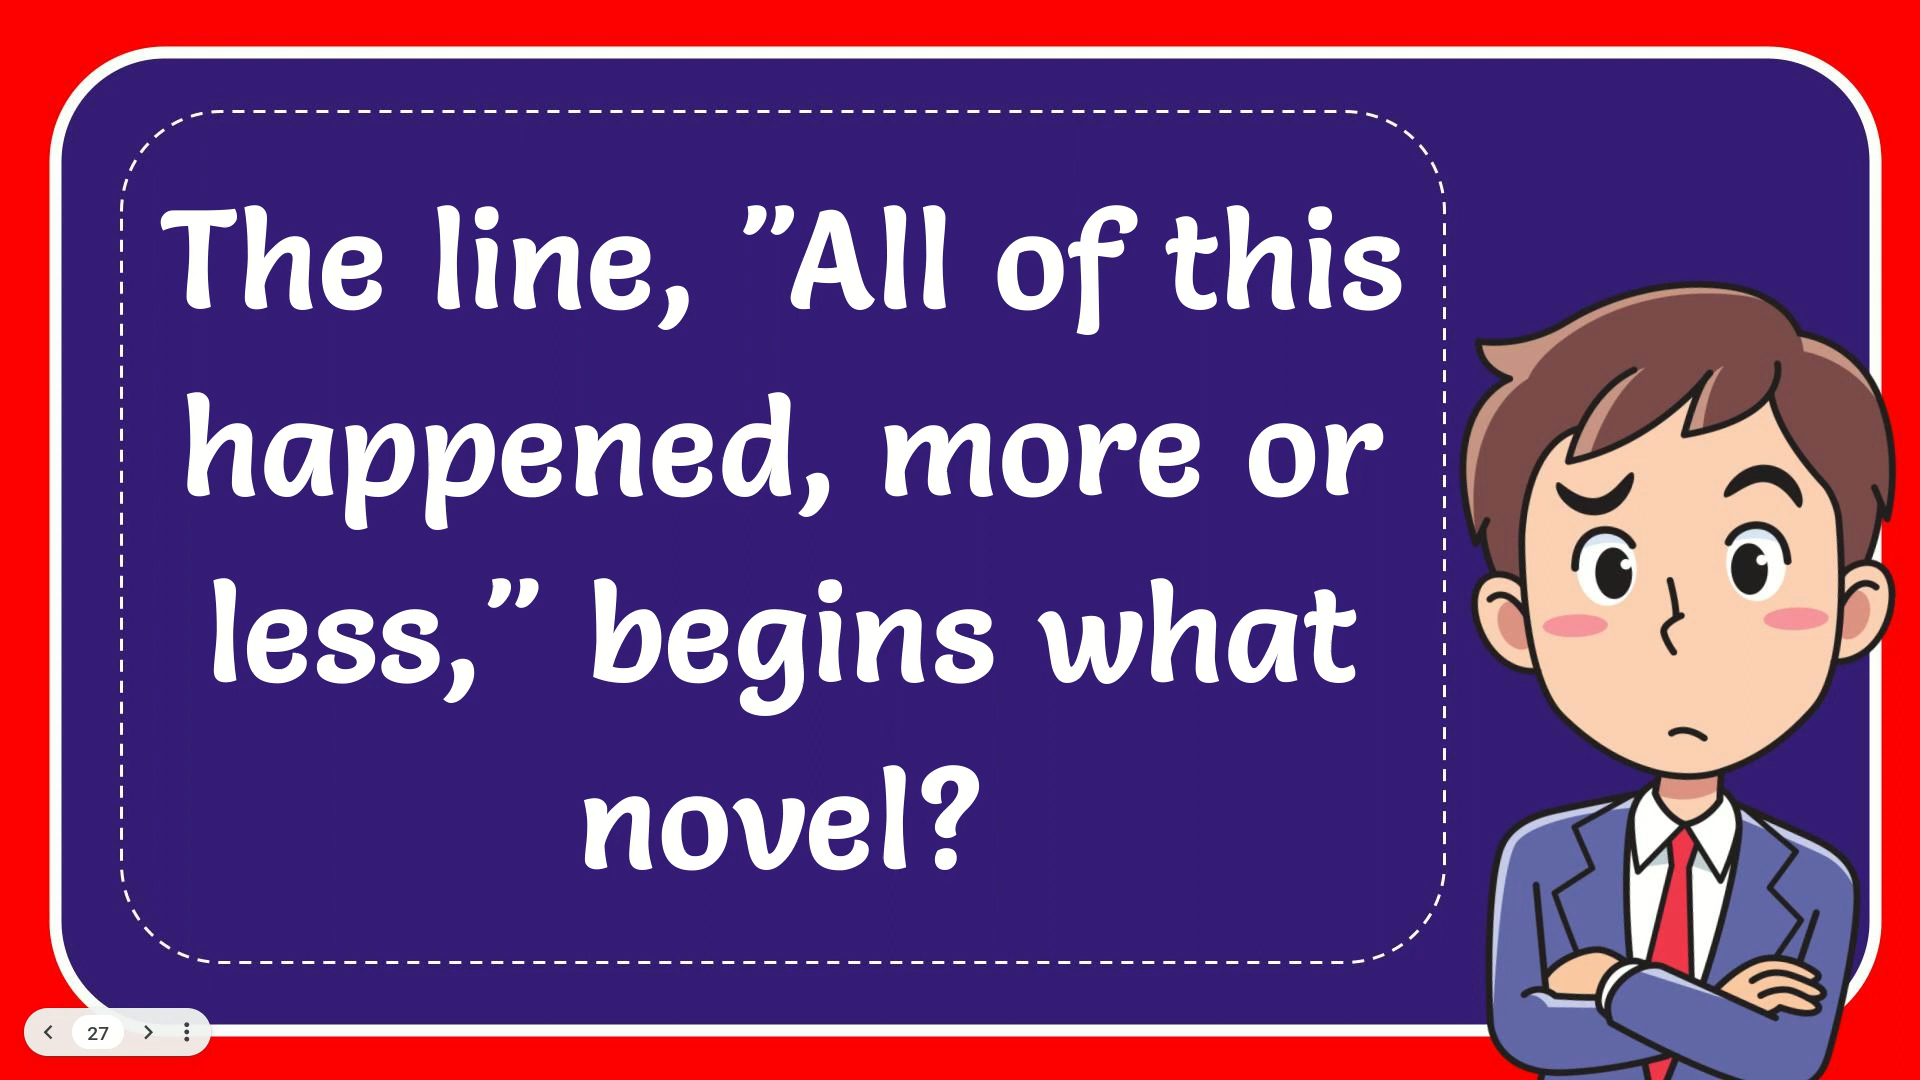 The line, "All of this
happened, more or
less," begins what
novel?
27